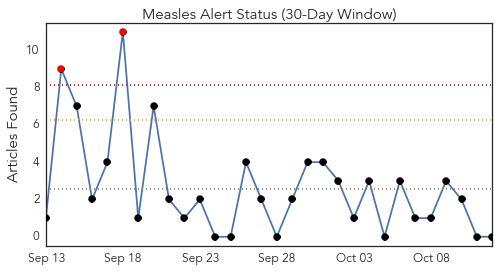 Measles Alert Status (30-Day Window)
Articles Found
10
8
6
4
2
0
Sep 13 Sep 18 Sep 23 Sep 28 Oct 03 Oct 08